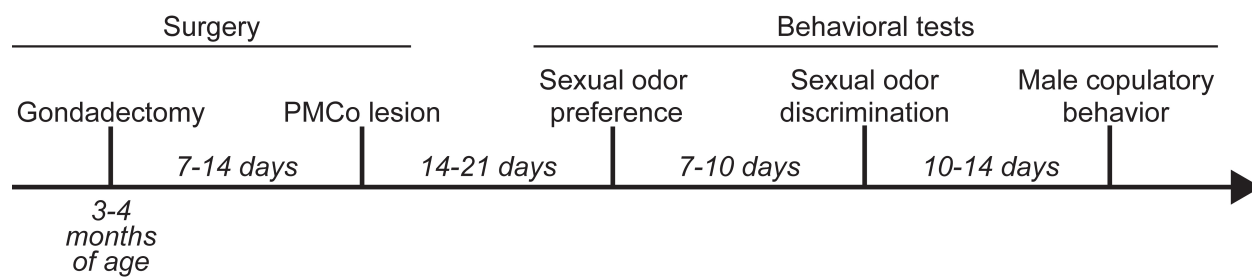 Surgery
Behavioral tests
Gondadectomy
PMCo lesion
Sexual odor
preference
Sexual odor
discrimination
Male copulatory
behavior
7-14 days
14-21 days
7-10 days
10-14 days
3-4
months
of age